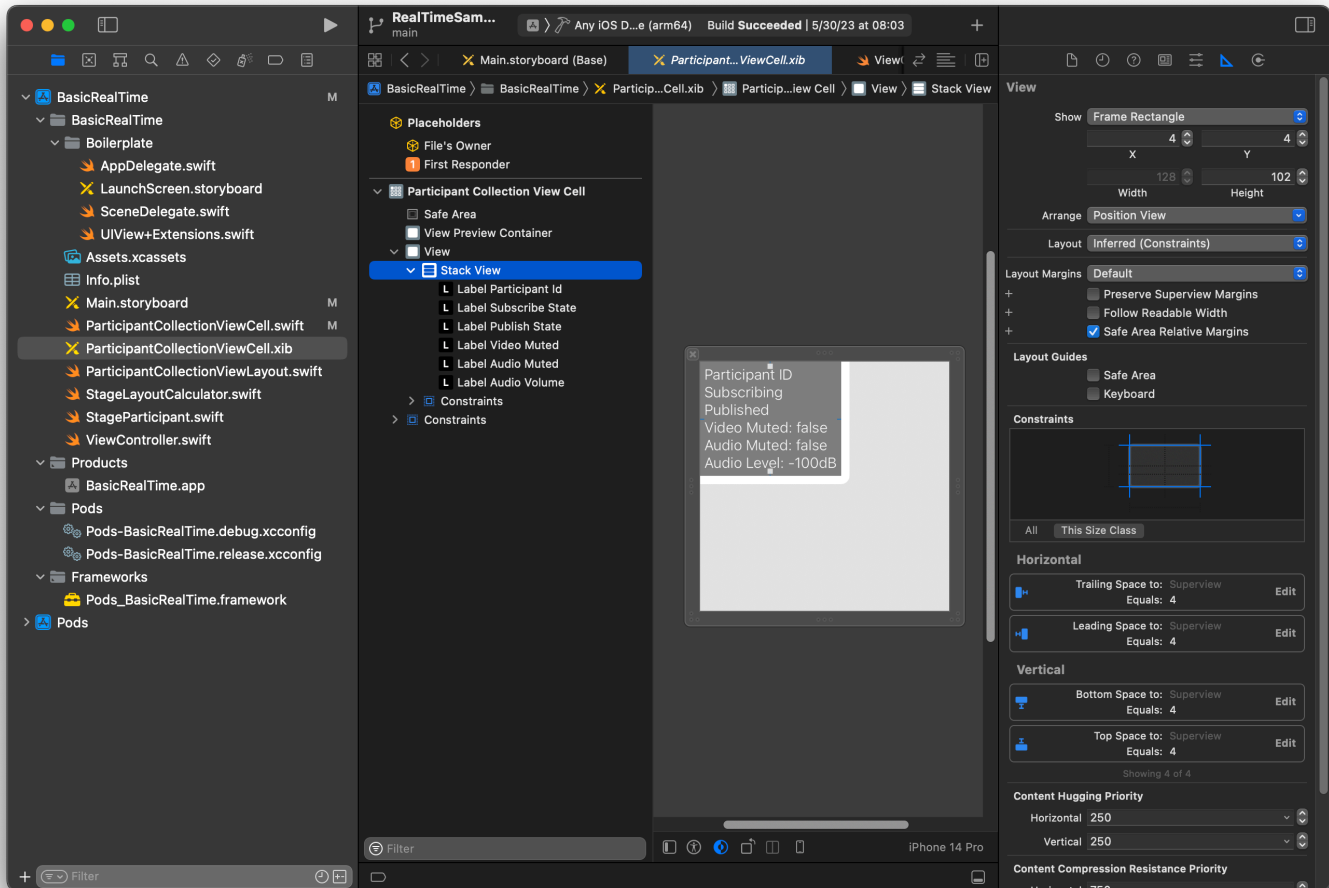 RealTimeSam...
main
Any iOS D...e (arm64)
Build Succeeded | 5/30/23 at 08:03
BasicRealTime
M
BasicRealTime
Boilerplate
AppDelegate.swift
LaunchScreen.storyboard
SceneDelegate.swift
UIView+Extensions.swift
Assets.xcassets
Info.plist
Main.storyboard
M
ParticipantCollectionViewCell.swift
M
ParticipantCollectionViewCell.xib
ParticipantCollectionViewLayout.swift
StageLayoutCalculator.swift
StageParticipant.swift
ViewController.swift
Products
BasicRealTime.app
Pods
Pods-BasicRealTime.debug.xcconfig
Pods-BasicRealTime.release.xcconfig
Frameworks
Pods_BasicRealTime.framework
Pods
Filter
Main.storyboard (Base)
Participant...ViewCell.xib
View
BasicRealTime
BasicRealTime
Particip...Cell.xib
Particip...iew Cell
View
Stack View
Placeholders
File's Owner
1 First Responder
Participant Collection View Cell
Safe Area
View Preview Container
View
Stack View
L Label Participant Id
L Label Subscribe State
L Label Publish State
L Label Video Muted
L Label Audio Muted
L Label Audio Volume
Constraints
Constraints
Filter
Participant ID
Subscribing
Published
Video Muted: false
Audio Muted: false
Audio Level: -100dB
iPhone 14 Pro
View
Show Frame Rectangle
4 4
X Y
128 102
Width Height
Arrange Position View
Layout Inferred (Constraints)
Layout Margins Default
Preserve Superview Margins
Follow Readable Width
Safe Area Relative Margins
Layout Guides
Safe Area
Keyboard
Constraints
All This Size Class
Horizontal
Trailing Space to: Superview
Equals: 4
Edit
Leading Space to: Superview
Equals: 4
Edit
Vertical
Bottom Space to: Superview
Equals: 4
Edit
Top Space to: Superview
Equals: 4
Edit
Showing 4 of 4
Content Hugging Priority
Horizontal 250
Vertical 250
Content Compression Resistance Priority